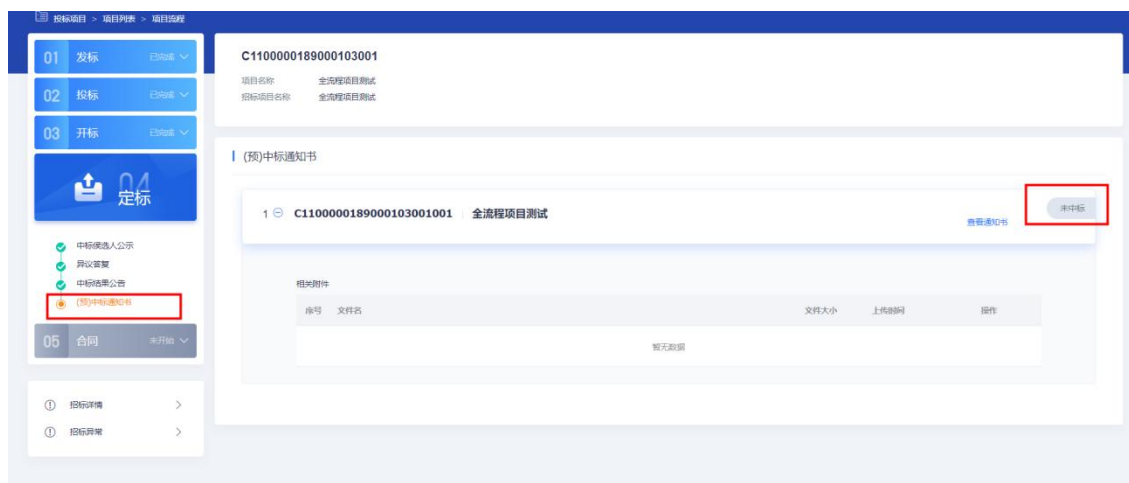 投标项目 > 项目列表 > 项目流程
01 发标 已完成
02 投标 已完成
03 开标 已完成
04
定标
中标候选人公示
异议答复
中标结果公告
(预)中标通知书
05 合同 未开始
招标详情
招标异常
C1100000189000103001
项目名称 全流程项目测试
招标项目名称 全流程项目测试
(预)中标通知书
1 C1100000189000103001001 全流程项目测试
查看通知书
未中标
相关附件
序号 文件名 文件大小 上传时间 操作
暂无数据